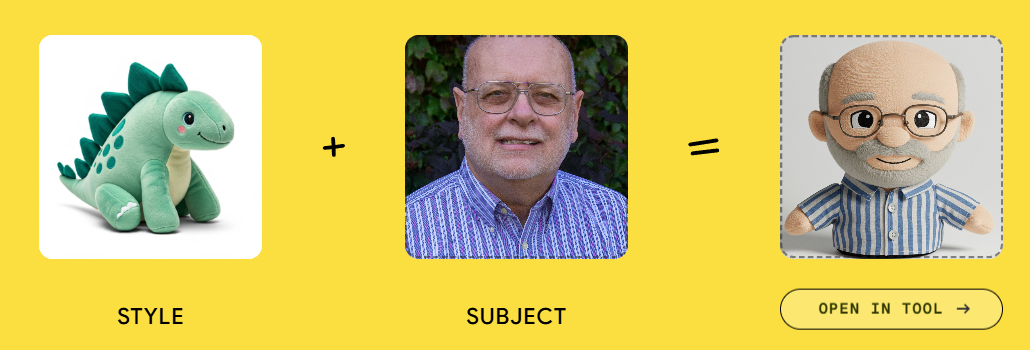 +
=
STYLE
SUBJECT
OPEN IN TOOL →